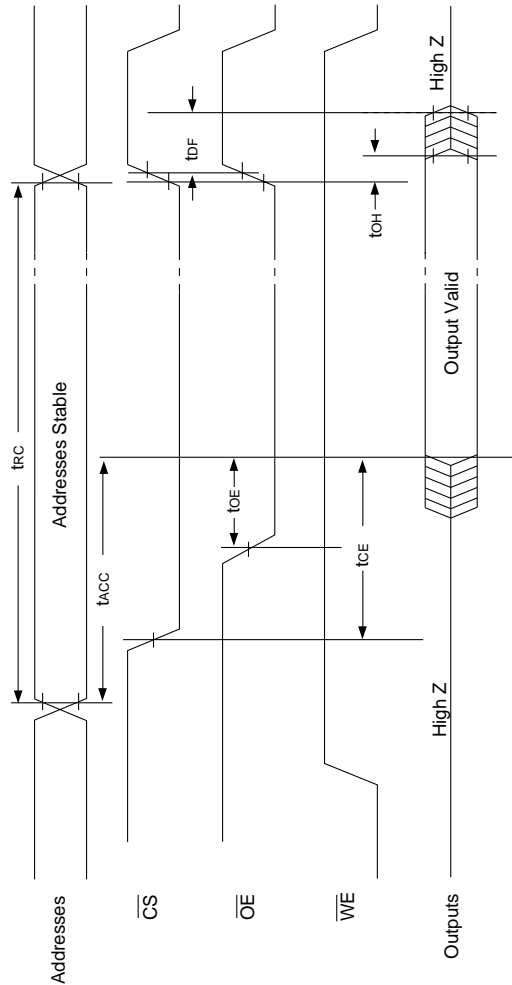 tRC
Addresses
Addresses Stable
tACC
CS
tDF
OE
tOE
WE
tOH
tCE
Outputs
High Z
Output Valid
High Z